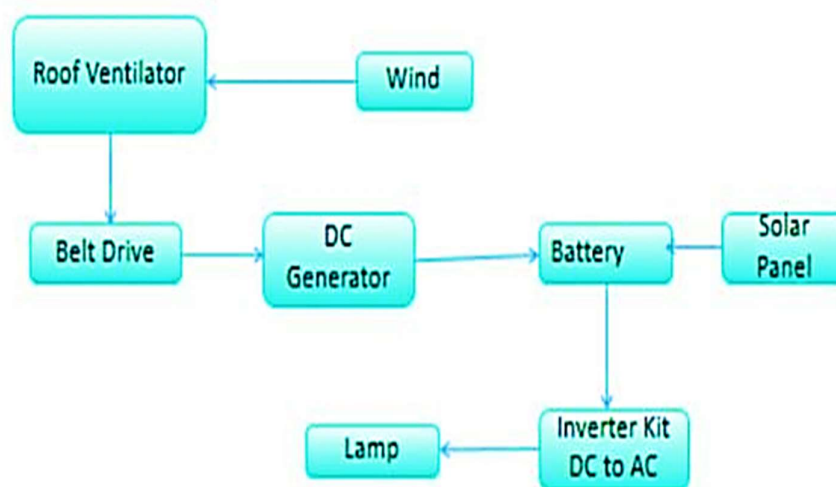 Roof Ventilator
Wind
Belt Drive
DC
Generator
Battery
Solar
Panel
Lamp
Inverter Kit
DC to AC